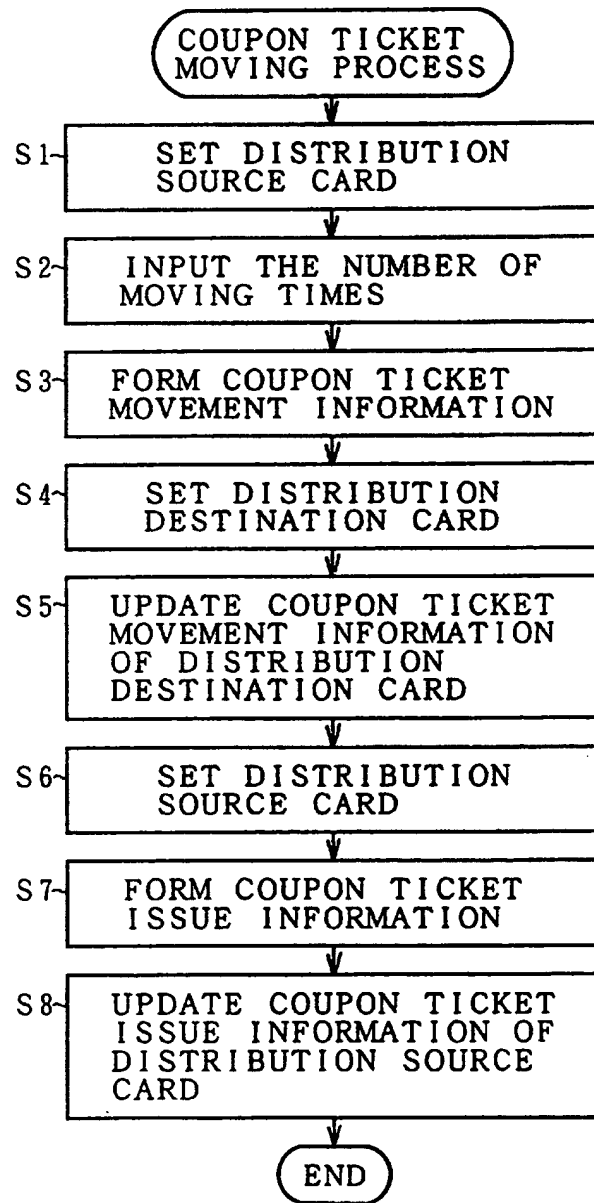 COUPON TICKET
MOVING PROCESS
S1
SET DISTRIBUTION
SOURCE CARD
S2
INPUT THE NUMBER OF
MOVING TIMES
S3
FORM COUPON TICKET
MOVEMENT INFORMATION
S4
SET DISTRIBUTION
DESTINATION CARD
S5
UPDATE COUPON TICKET
MOVEMENT INFORMATION
OF DISTRIBUTION
DESTINATION CARD
S6
SET DISTRIBUTION
SOURCE CARD
S7
FORM COUPON TICKET
ISSUE INFORMATION
S8
UPDATE COUPON TICKET
ISSUE INFORMATION OF
DISTRIBUTION SOURCE
CARD
END